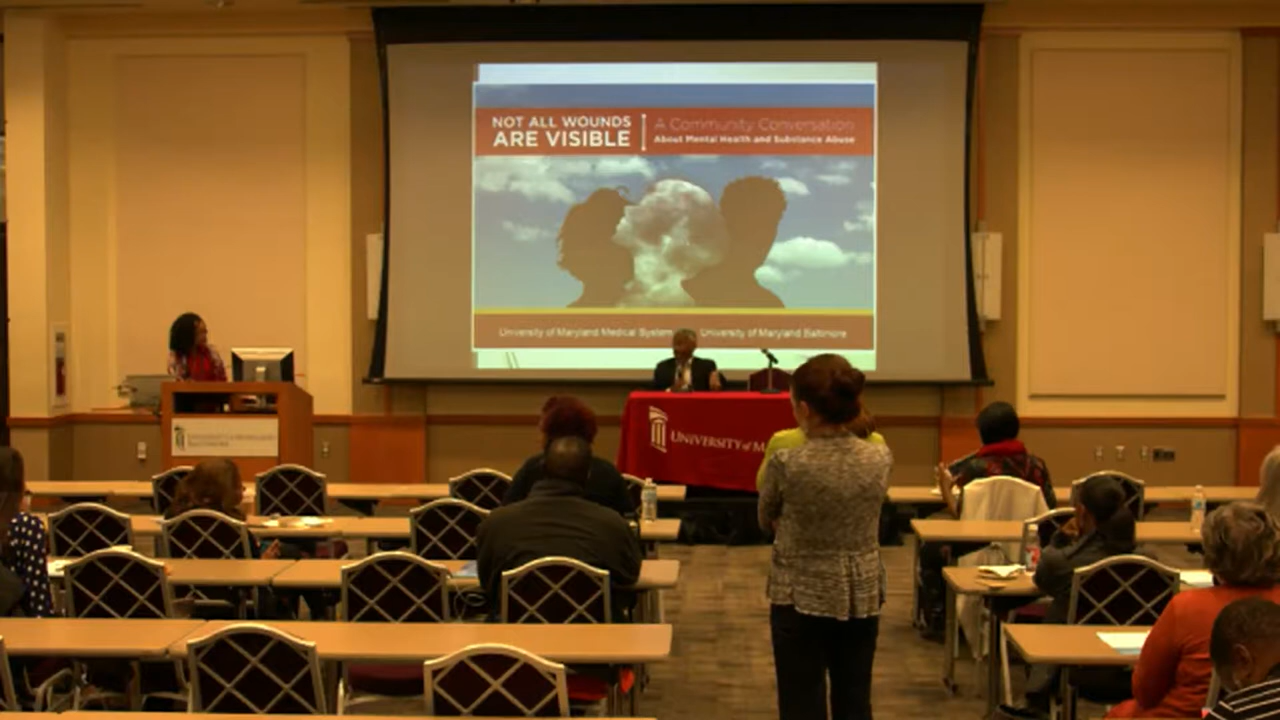 NOT ALL WOUNDS
ARE VISIBLE
A Community Conversation
About Mental Health and Substance Abuse
University of Maryland Medical System
University of Maryland Baltimore
UNIVERSITY of M